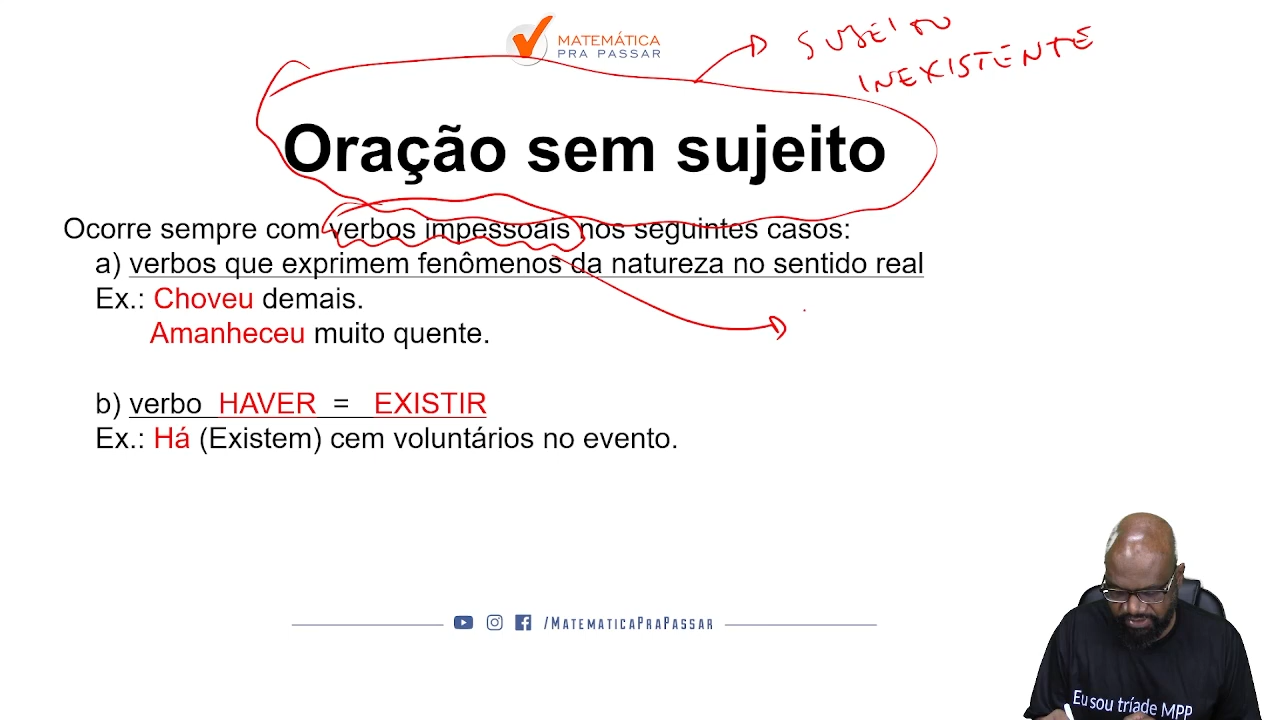 MATEMÁTICA
PRA PASSAR
SUJEITO
INEXISTENTE
Oração sem sujeito
Ocorre sempre com verbos impessoais nos seguintes casos:
a) verbos que exprimem fenômenos da natureza no sentido real
Ex.: Choveu demais.
Amanheceu muito quente.
b) verbo HAVER = EXISTIR
Ex.: Há (Existem) cem voluntários no evento.
/MATEMATICAPRAPASSAR
Eu sou tríade MPP